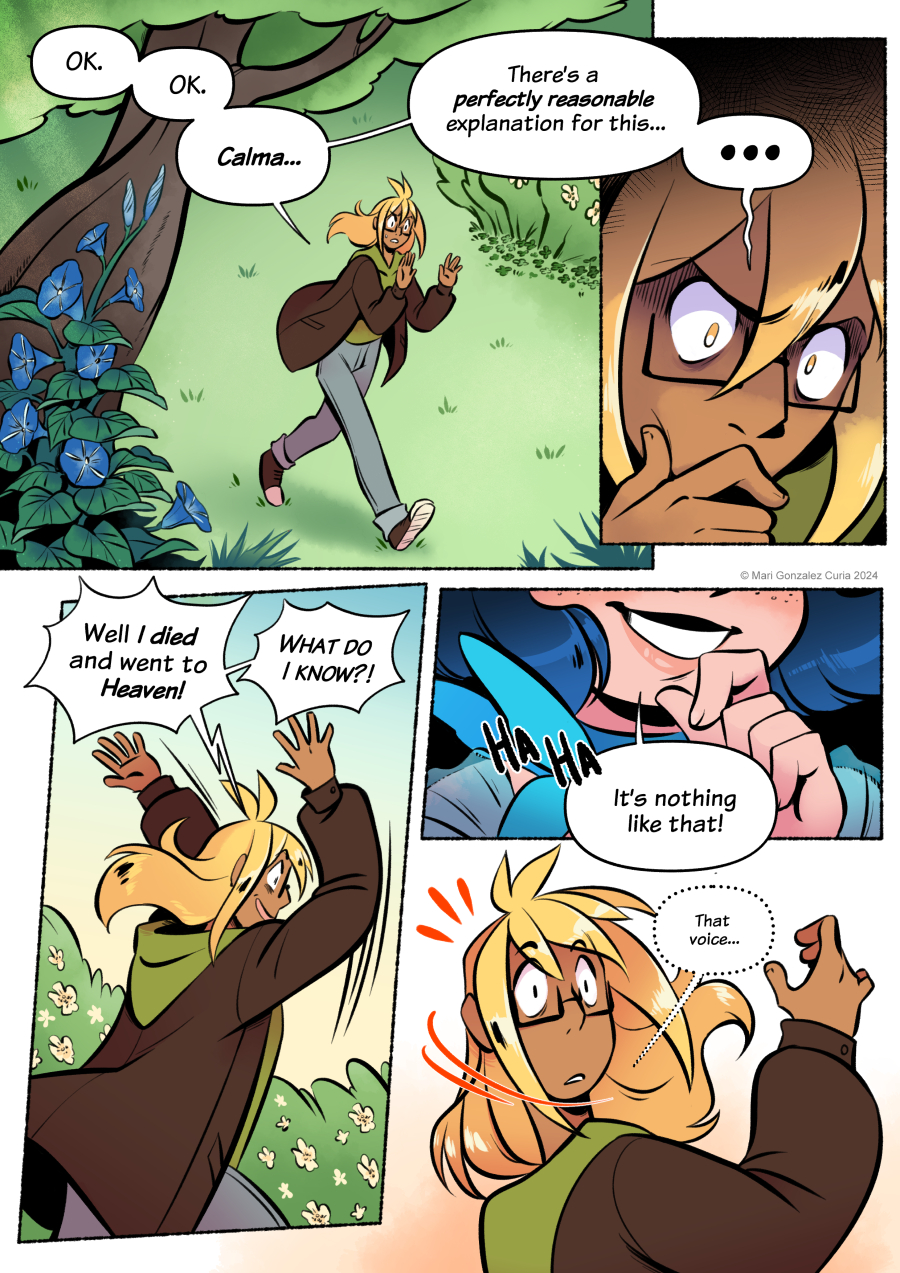 OK.
OK.
Calma...
There's a
perfectly reasonable
explanation for this...
...
© Mari Gonzalez Curia 2024
Well I died
and went to
Heaven!
WHAT DO
I KNOW?!
HA HA
It's nothing
like that!
That
voice...